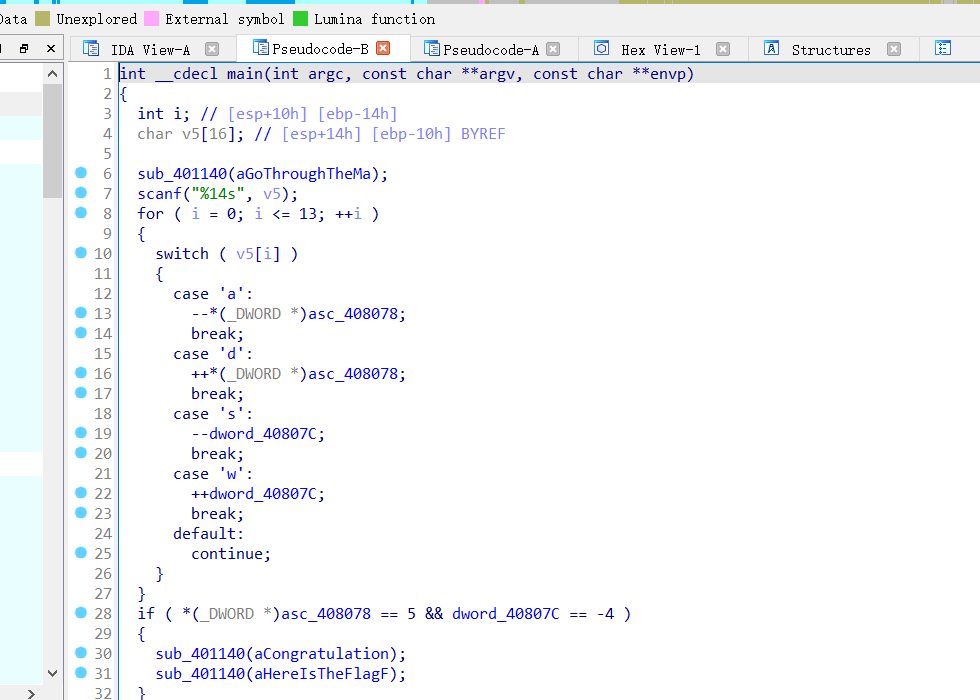 Data Unexplored External symbol Lumina function
IDA View-A Pseudocode-B Pseudocode-A Hex View-1 Structures
1 int __cdecl main(int argc, const char **argv, const char **envp)
2 {
3 int i; // [esp+10h] [ebp-14h]
4 char v5[16]; // [esp+14h] [ebp-10h] BYREF
5
6 sub_401140(aGoThroughTheMa);
7 scanf("%14s", v5);
8 for ( i = 0; i <= 13; ++i )
9 {
10 switch ( v5[i] )
11 {
12 case 'a':
13 --*(_DWORD *)asc_408078;
14 break;
15 case 'd':
16 ++*(_DWORD *)asc_408078;
17 break;
18 case 's':
19 --dword_40807C;
20 break;
21 case 'w':
22 ++dword_40807C;
23 break;
24 default:
25 continue;
26 }
27 }
28 if ( *(_DWORD *)asc_408078 == 5 && dword_40807C == -4 )
29 {
30 sub_401140(aCongratulation);
31 sub_401140(aHereIsTheFlagF);
32 }